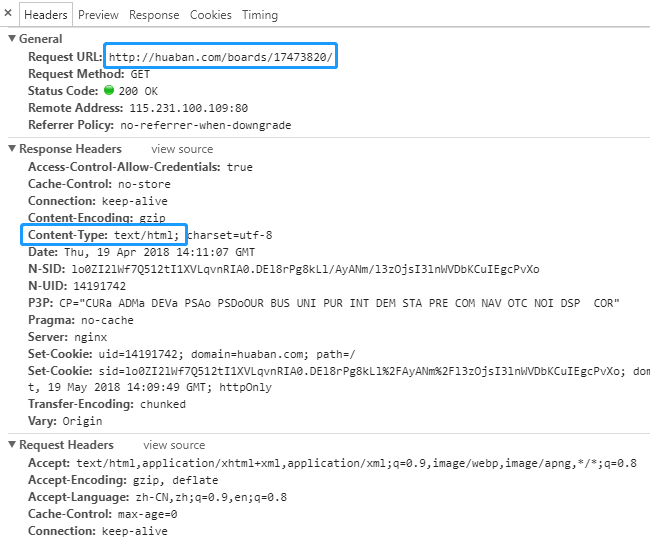 × Headers Preview Response Cookies Timing
▼ General
Request URL: http://huaban.com/boards/17473820/
Request Method: GET
Status Code: 200 OK
Remote Address: 115.231.100.109:80
Referrer Policy: no-referrer-when-downgrade
▼ Response Headers view source
Access-Control-Allow-Credentials: true
Cache-Control: no-store
Connection: keep-alive
Content-Encoding: gzip
Content-Type: text/html; charset=utf-8
Date: Thu, 19 Apr 2018 14:11:07 GMT
N-SID: lo0ZI2lWf7Q512tI1XVLqvnRIA0.DEl8rPg8kLl/AyANm/l3zOjsI3lnWVDbKCuIEgcPvXo
N-UID: 14191742
P3P: CP="CURa ADMa DEVa PSAo PSDoOUR BUS UNI PUR INT DEM STA PRE COM NAV OTC NOI DSP  COR"
Pragma: no-cache
Server: nginx
Set-Cookie: uid=14191742; domain=huaban.com; path=/
Set-Cookie: sid=lo0ZI2lWf7Q512tI1XVLqvnRIA0.DEl8rPg8kLl%2FAyANm%2Fl3zOjsI3lnWVDbKCuIEgcPvXo; dom
t, 19 May 2018 14:09:49 GMT; httpOnly
Transfer-Encoding: chunked
Vary: Origin
▼ Request Headers view source
Accept: text/html,application/xhtml+xml,application/xml;q=0.9,image/webp,image/apng,*/*;q=0.8
Accept-Encoding: gzip, deflate
Accept-Language: zh-CN,zh;q=0.9,en;q=0.8
Cache-Control: max-age=0
Connection: keep-alive